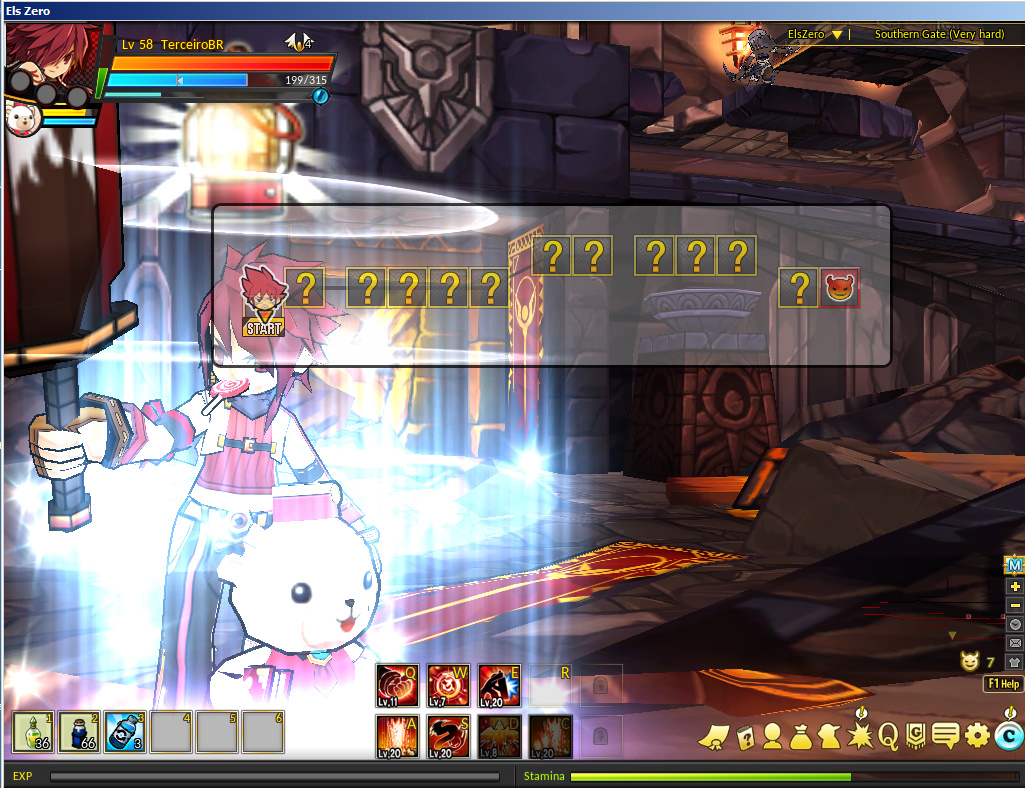 Els Zero
Lv 58 TerceiroBR
4
ElsZero
Southern Gate (Very hard)
199/315
? ? ? ? ? ? ? ? ? ? ?
START
M
7
F1 Help
Q W E R
Lv,11 Lv,7 Lv,20
1 2 3 4 5 6
36 66 3
A S D C
Lv,20 Lv,20 Lv,8 Lv,20
?
Q
C
EXP
Stamina